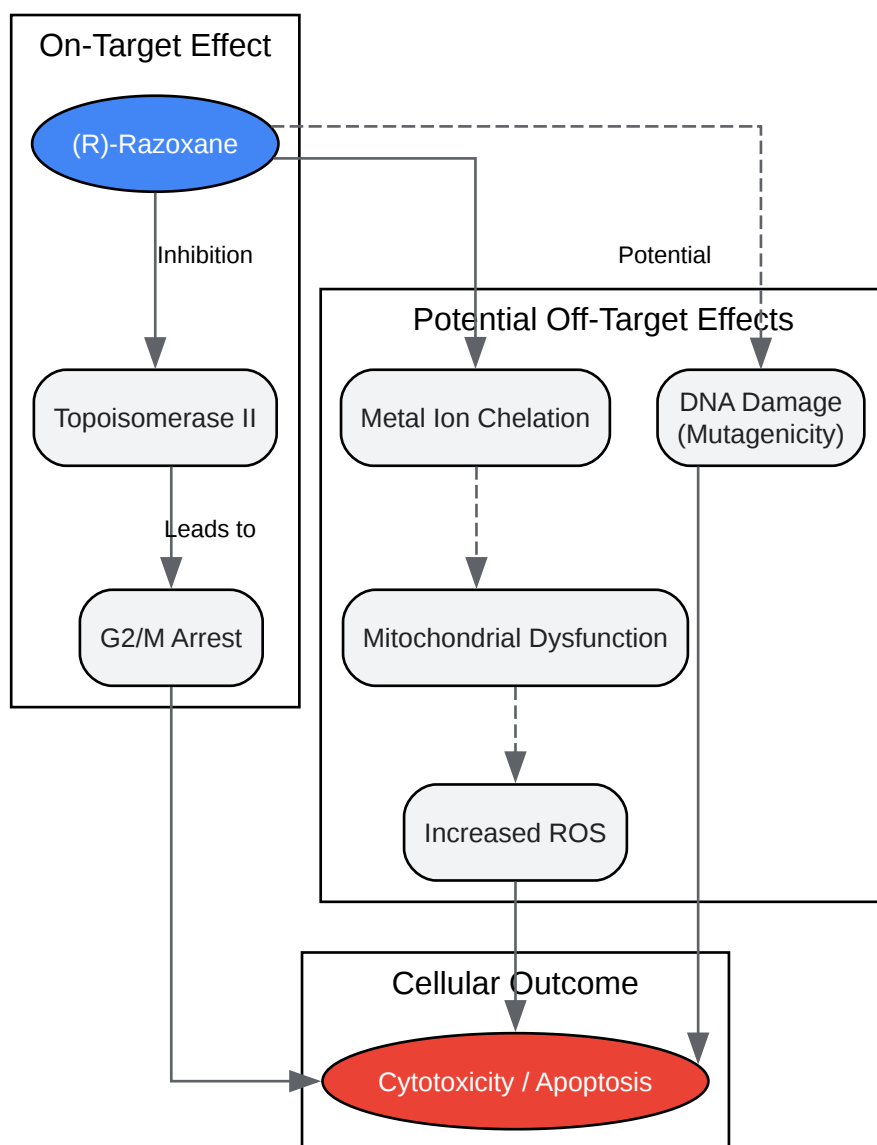 On-Target Effect
(R)-Razoxane
Inhibition
Potential
Potential Off-Target Effects
Topoisomerase II
Metal Ion Chelation
DNA Damage
(Mutagenicity)
Leads to
G2/M Arrest
Mitochondrial Dysfunction
Increased ROS
Cellular Outcome
Cytotoxicity / Apoptosis